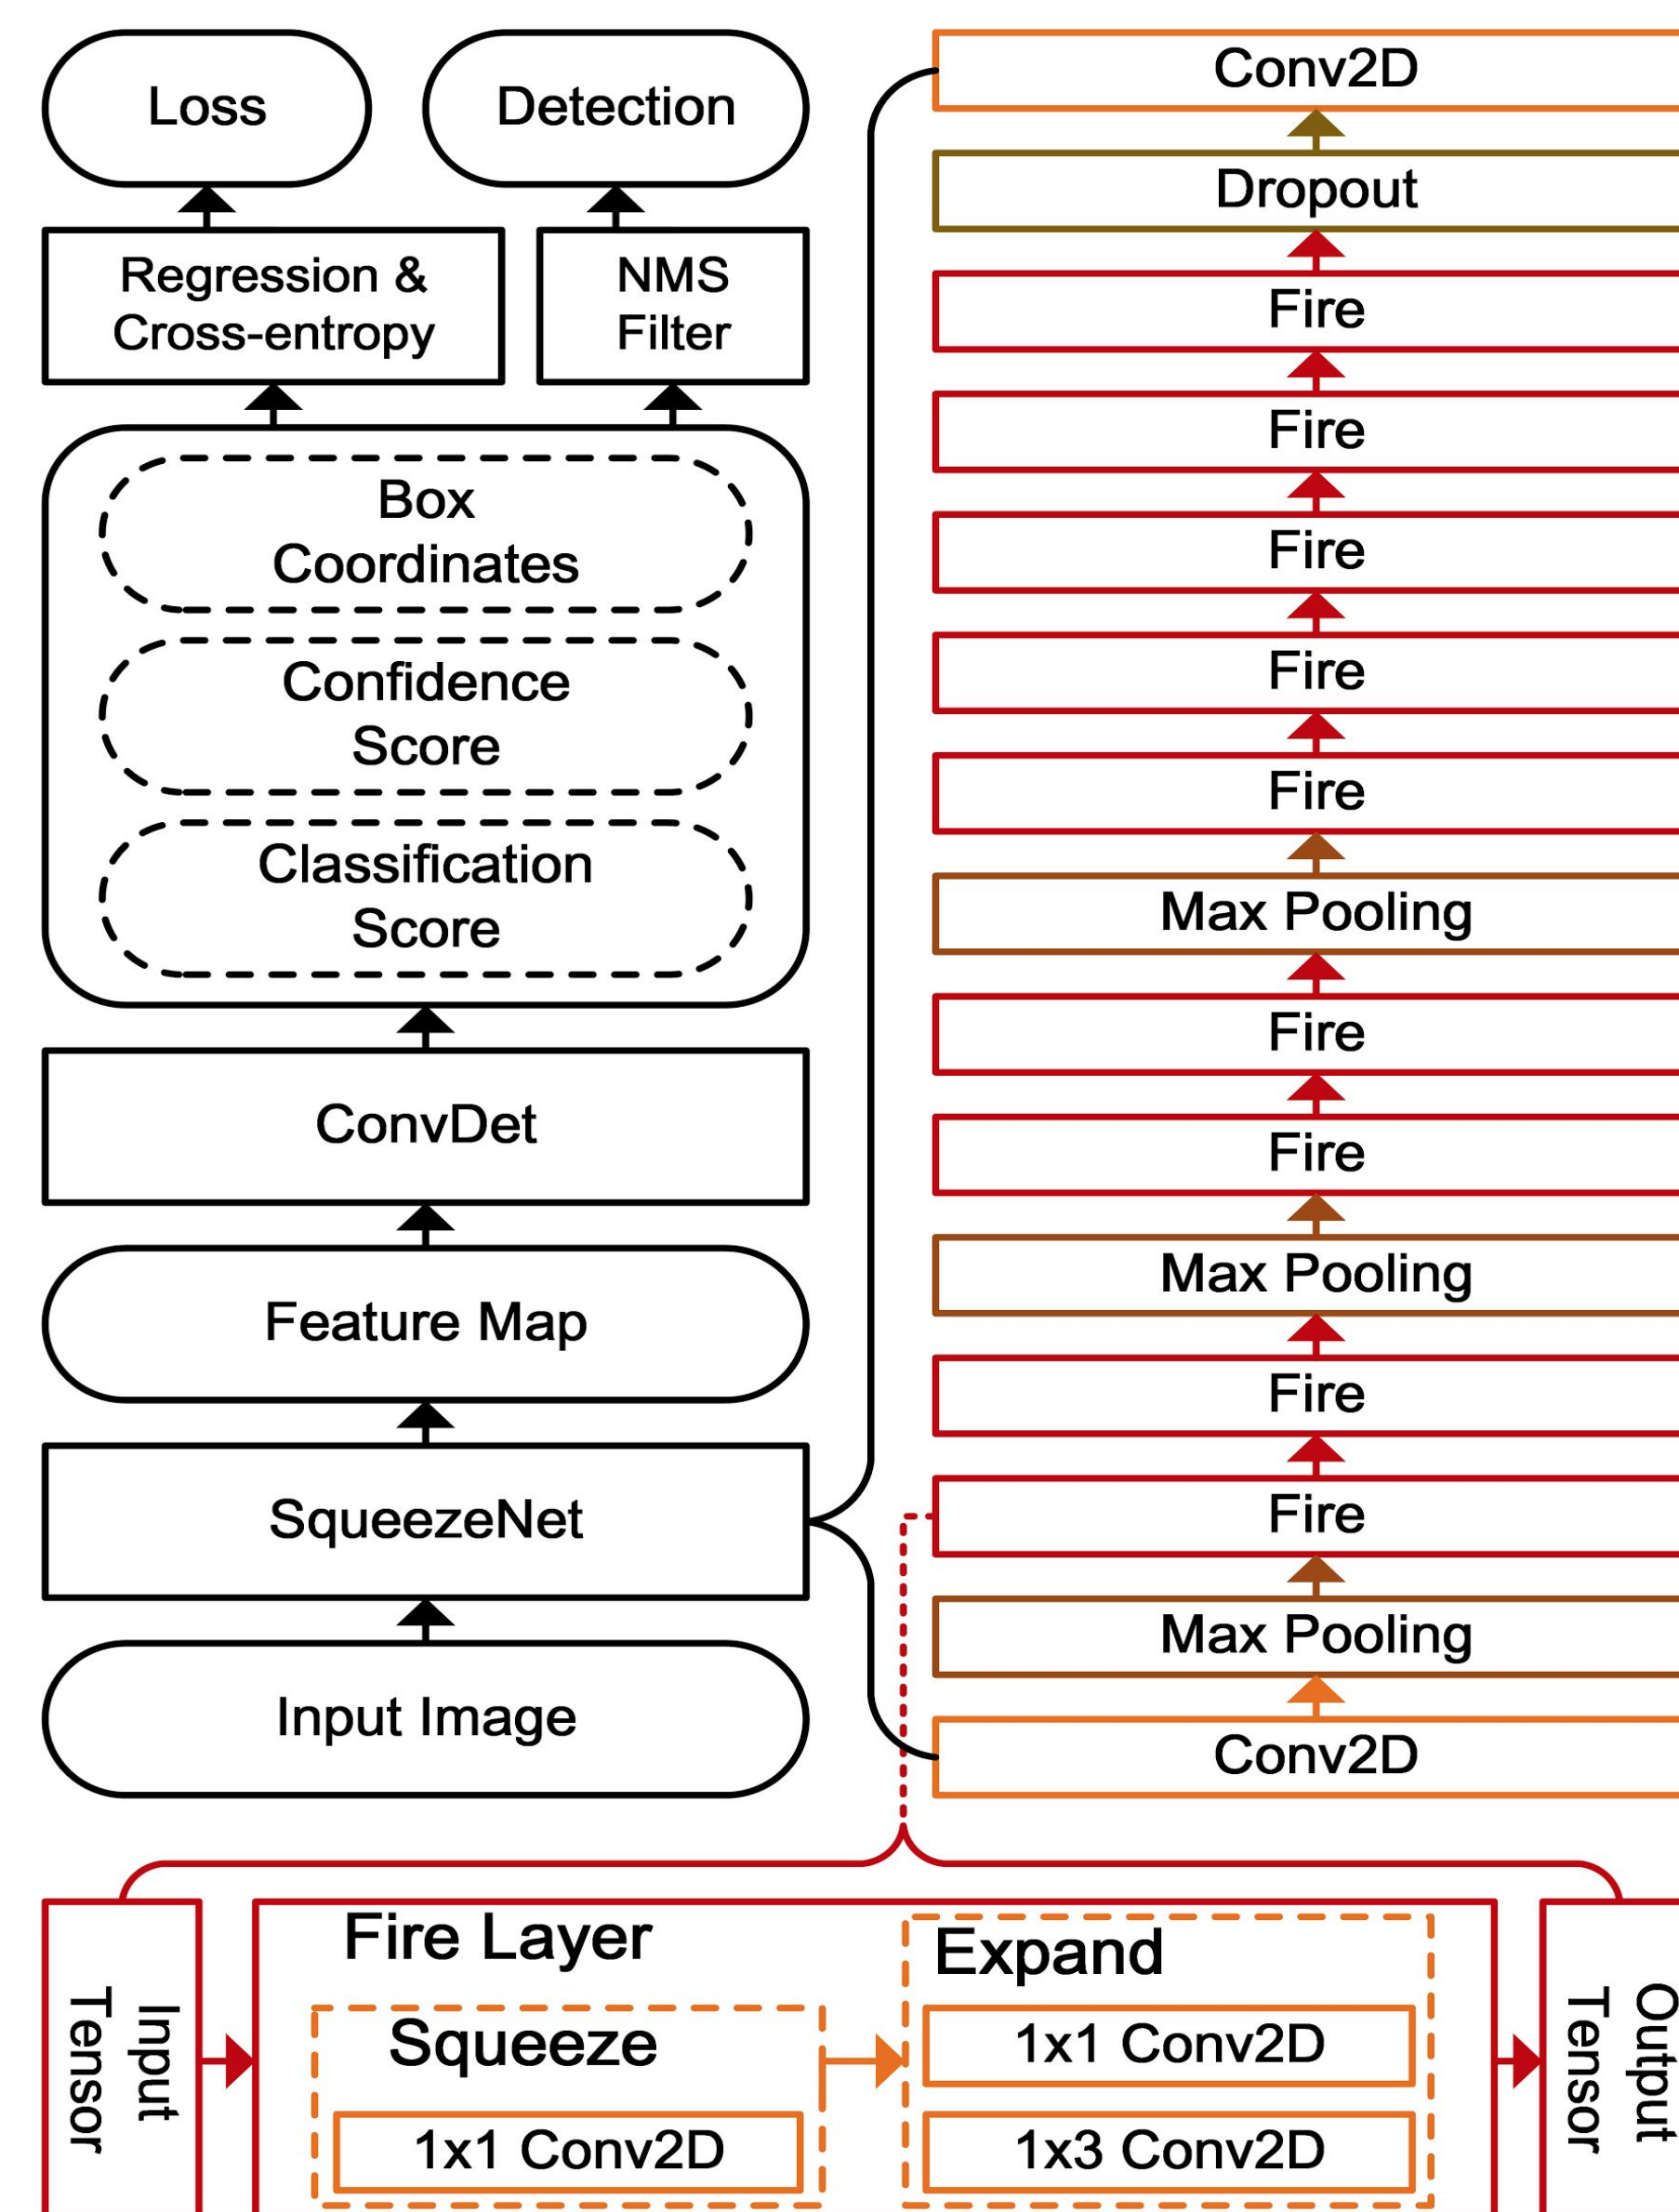 Loss
Detection
Regression &
Cross-entropy
NMS
Filter
Box
Coordinates
Confidence
Score
Classification
Score
ConvDet
Feature Map
SqueezeNet
Input Image
Conv2D
Dropout
Fire
Fire
Fire
Fire
Fire
Max Pooling
Fire
Fire
Max Pooling
Fire
Fire
Max Pooling
Conv2D
Input
Tensor
Fire Layer
Squeeze
1x1 Conv2D
Expand
1x1 Conv2D
1x3 Conv2D
Output
Tensor